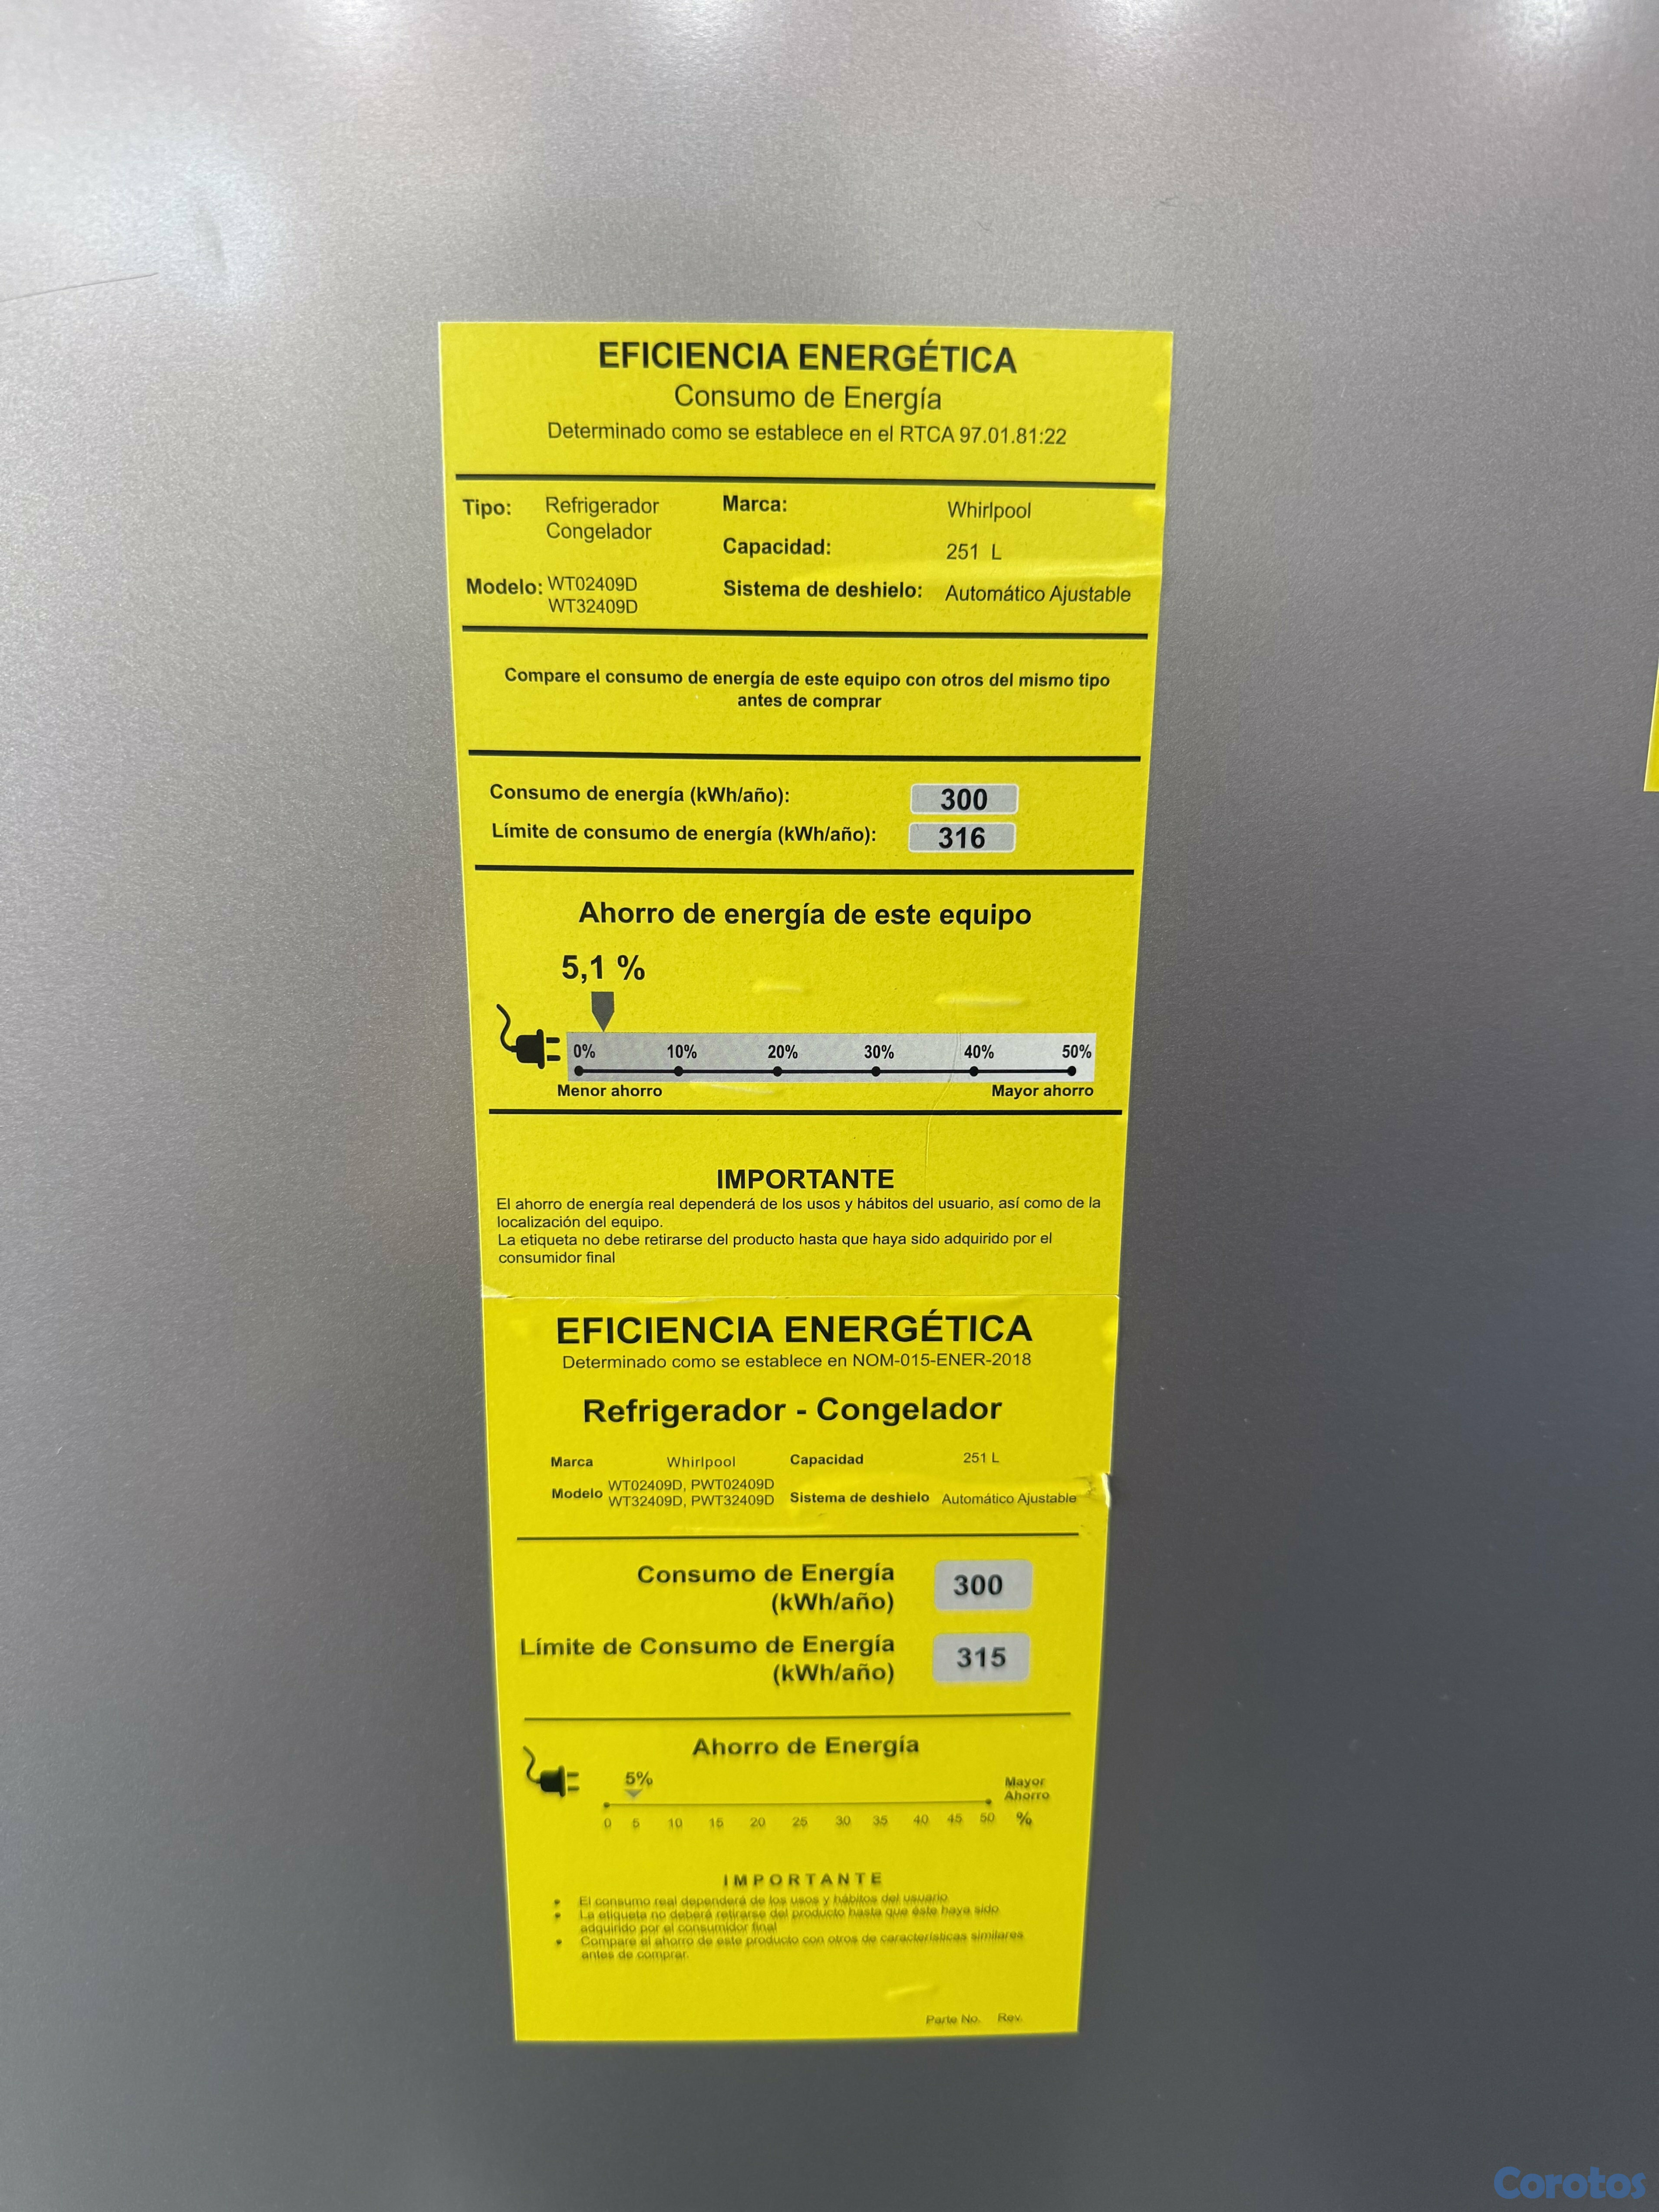 EFICIENCIA ENERGÉTICA
Consumo de Energía
Determinado como se establece en el RTCA 97.01.81:22
Tipo: Refrigerador Congelador
Marca: Whirlpool
Capacidad: 251 L
Modelo: WT02409D
WT32409D
Sistema de deshielo: Automático Ajustable
Compare el consumo de energía de este equipo con otros del mismo tipo
antes de comprar
Consumo de energía (kWh/año): 300
Límite de consumo de energía (kWh/año): 316
Ahorro de energía de este equipo
5,1 %
0% 10% 20% 30% 40% 50%
Menor ahorro Mayor ahorro
IMPORTANTE
El ahorro de energía real dependerá de los usos y hábitos del usuario, así como de la
localización del equipo.
La etiqueta no debe retirarse del producto hasta que haya sido adquirido por el
consumidor final
EFICIENCIA ENERGÉTICA
Determinado como se establece en NOM-015-ENER-2018
Refrigerador - Congelador
Marca Whirlpool Capacidad 251 L
Modelo WT02409D, PWT02409D
WT32409D, PWT32409D
Sistema de deshielo Automático Ajustable
Consumo de Energía
(kWh/año) 300
Límite de Consumo de Energía
(kWh/año) 315
Ahorro de Energía
5%
Mayor
Ahorro
0 5 10 15 20 25 30 35 40 45 50 %
IMPORTANTE
• El consumo real dependerá de los usos y hábitos del usuario
• La etiqueta no deberá retirarse del producto hasta que éste haya sido
adquirido por el consumidor final
• Compare el ahorro de este producto con otros de características similares
antes de comprar.
Parte No. Rev.
Corotos